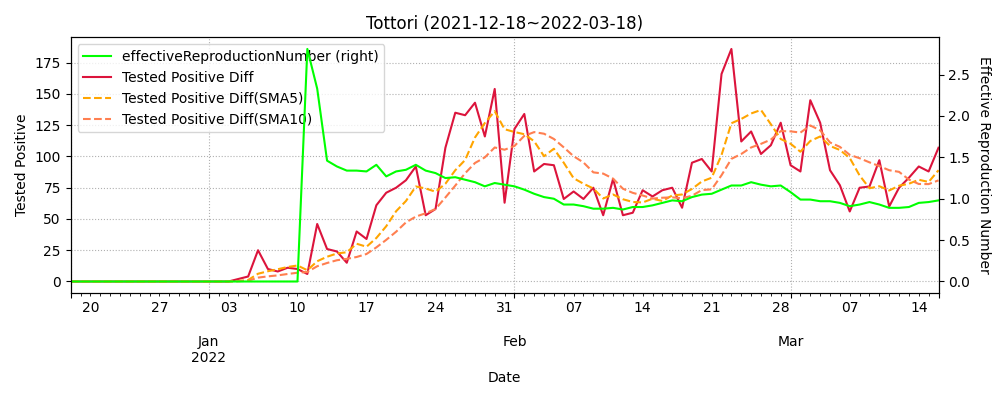 Tottori (2021-12-18~2022-03-18)
effectiveReproductionNumber (right)
Tested Positive Diff
Tested Positive Diff(SMA5)
Tested Positive Diff(SMA10)
Tested Positive
175
150
125
100
75
50
25
0
Effective Reproduction Number
2.5
2.0
1.5
1.0
0.5
0.0
20 27 03 10 17 24 31 07 14 21 28 07 14
Jan Feb Mar
2022
Date